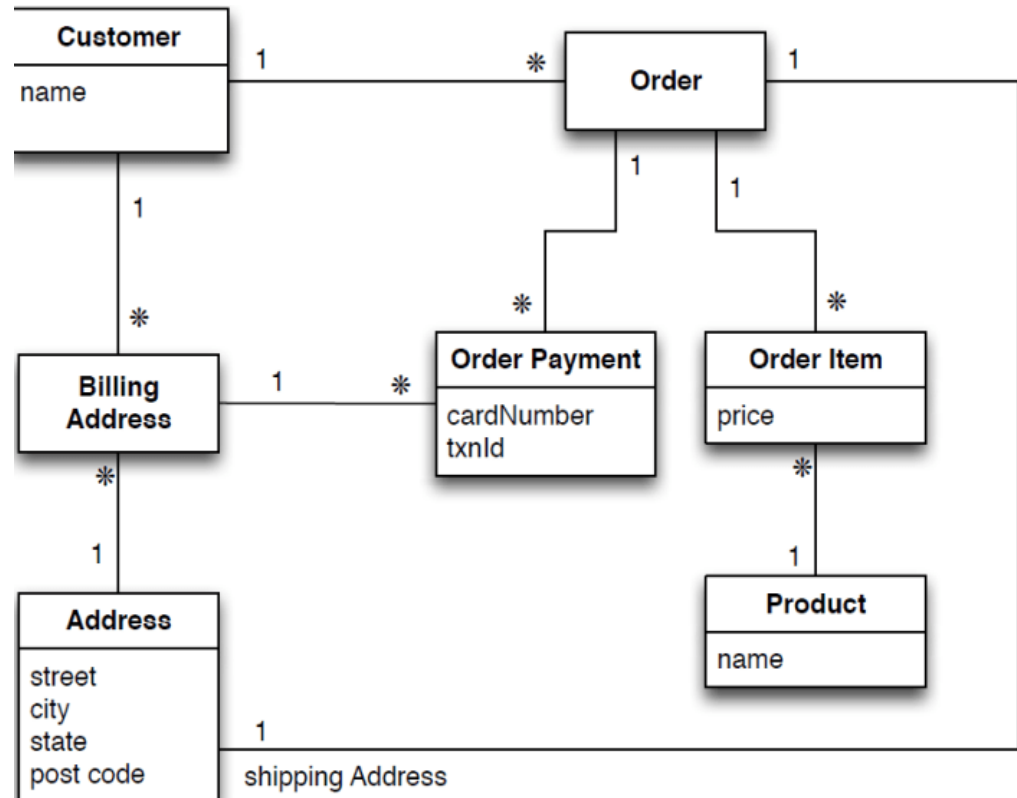 Customer
name
1
*
Order
1
1
*
1
*
1
*
Billing
Address
1
*
Order Payment
cardNumber
txnId
Order Item
price
*
1
*
1
Address
street
city
state
post code
Product
name
1
shipping Address